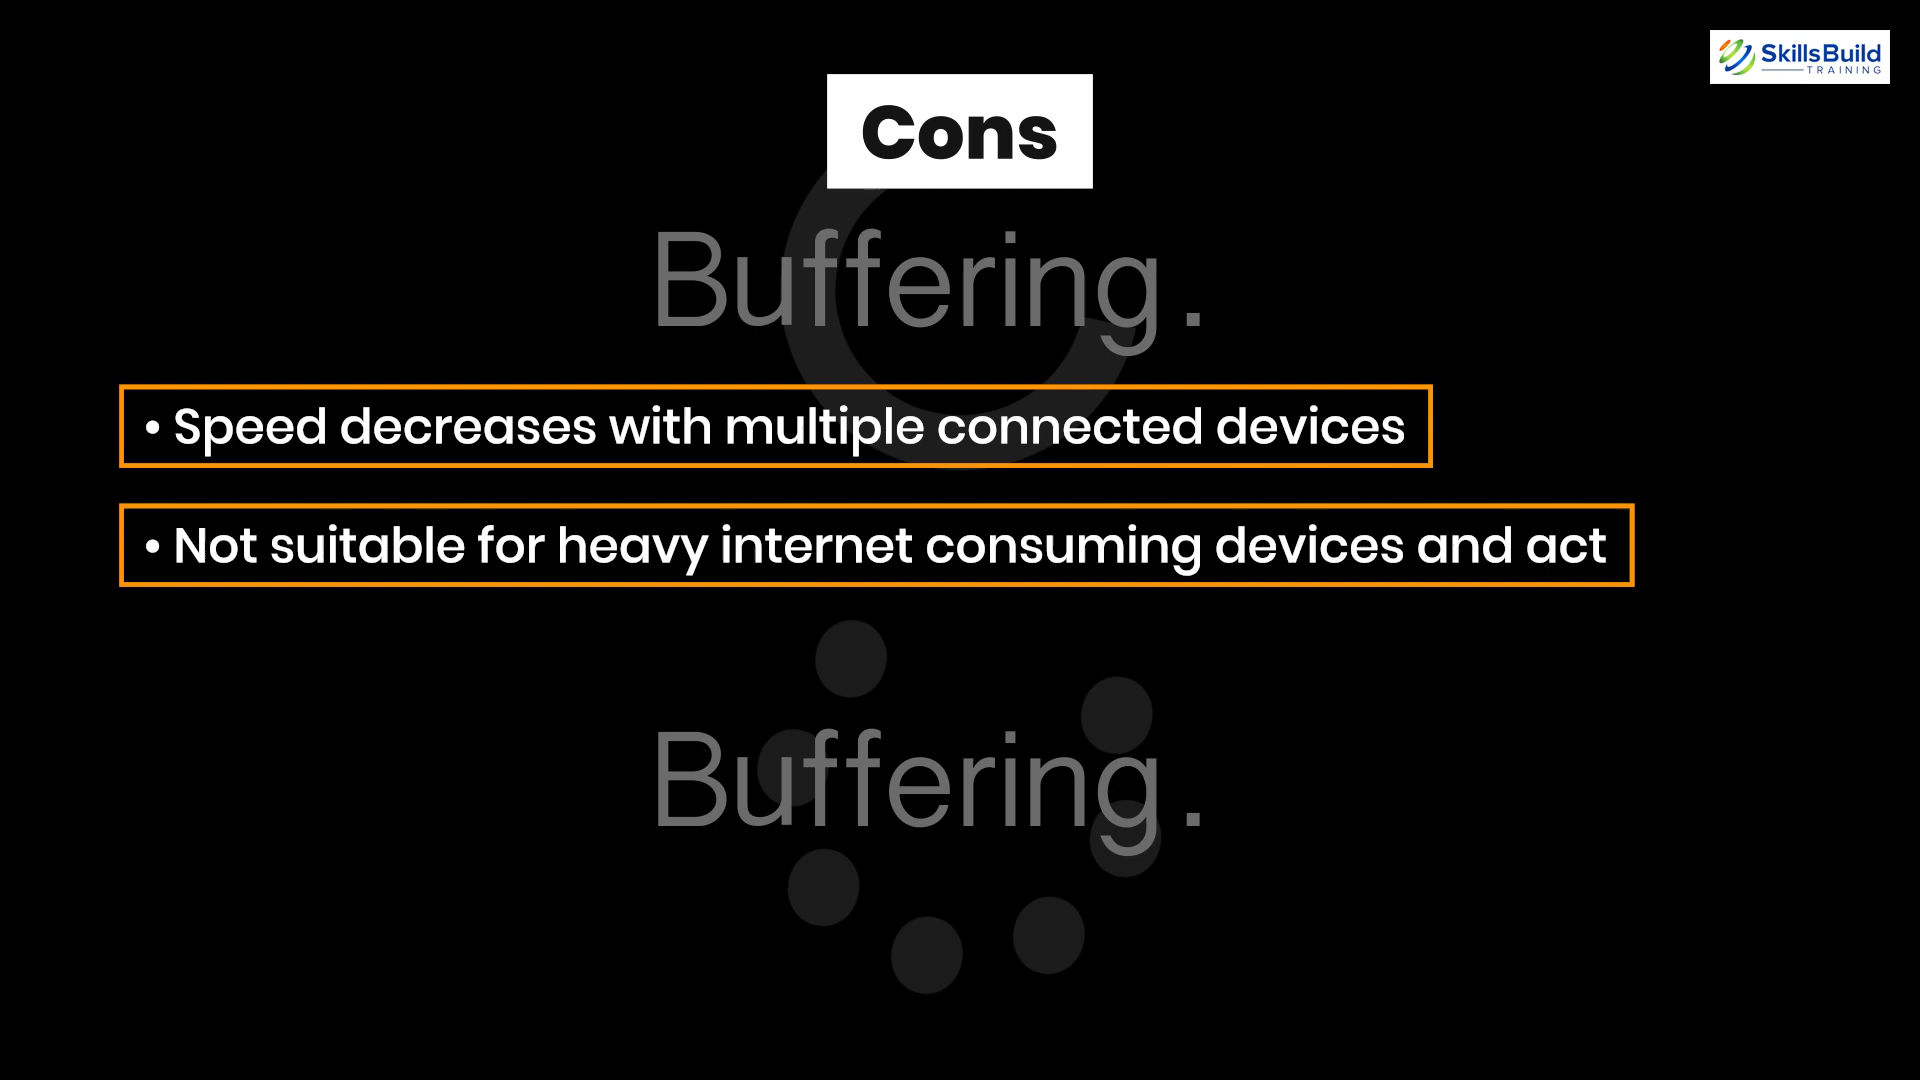 SkillsBuild
TRAINING
Cons
Buffering.
• Speed decreases with multiple connected devices
• Not suitable for heavy internet consuming devices and act
Buffering.